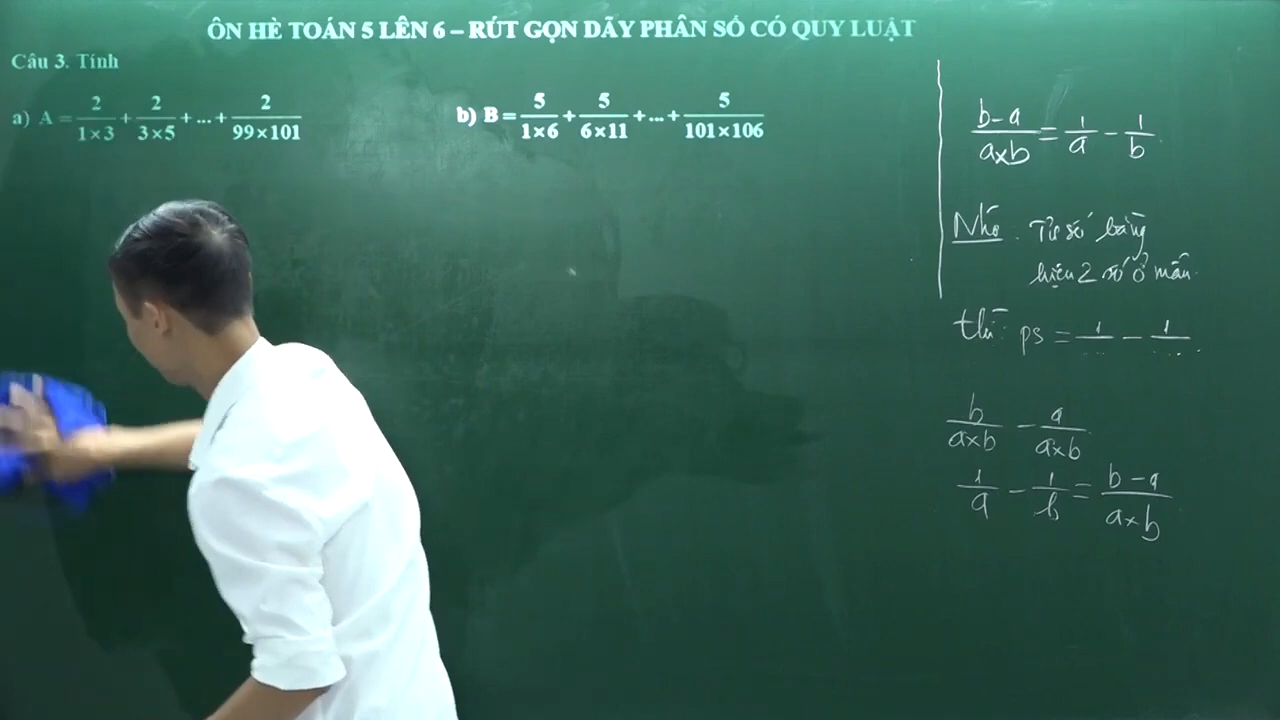 ÔN HÈ TOÁN 5 LÊN 6 – RÚT GỌN DÃY PHÂN SỐ CÓ QUY LUẬT
Câu 3. Tính
a) A = 2/(1×3) + 2/(3×5) + ... + 2/(99×101)
b) B = 5/(1×6) + 5/(6×11) + ... + 5/(101×106)
(b-a)/(a×b) = 1/a - 1/b
Nhớ. Tử số bằng
hiệu 2 số ở mẫu
thì ps = 1/... - 1/...
b/(a×b) - a/(a×b)
1/a - 1/b = (b-a)/(a×b)